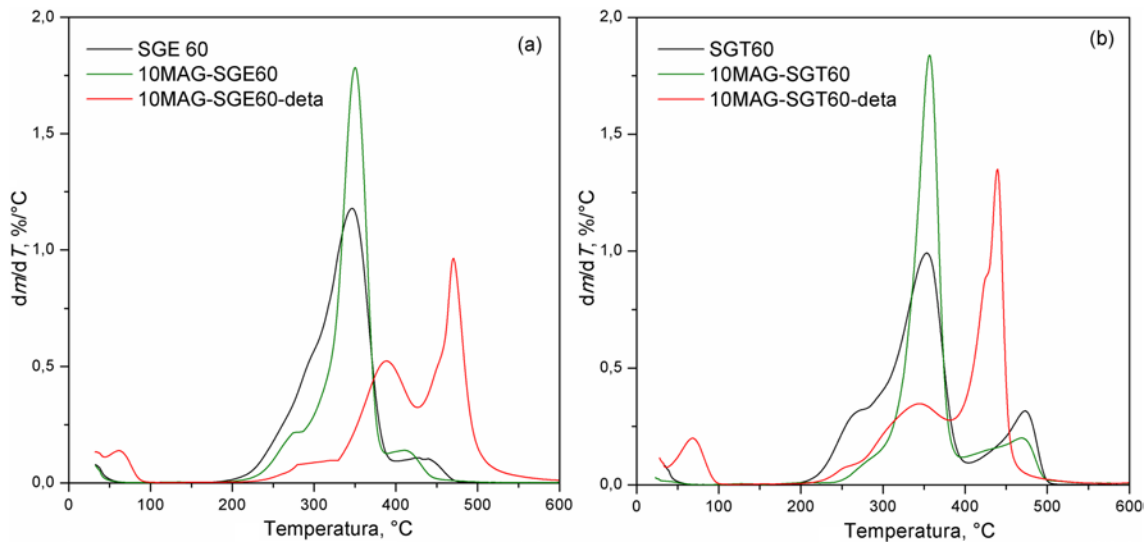 2,0
1,5
1,0
0,5
0,0
dm/dT, %/°C
SGE 60
10MAG-SGE60
10MAG-SGE60-deta
(a)
0 100 200 300 400 500 600
Temperatura, °C
2,0
1,5
1,0
0,5
0,0
dm/dT, %/°C
SGT60
10MAG-SGT60
10MAG-SGT60-deta
(b)
0 100 200 300 400 500 600
Temperatura, °C